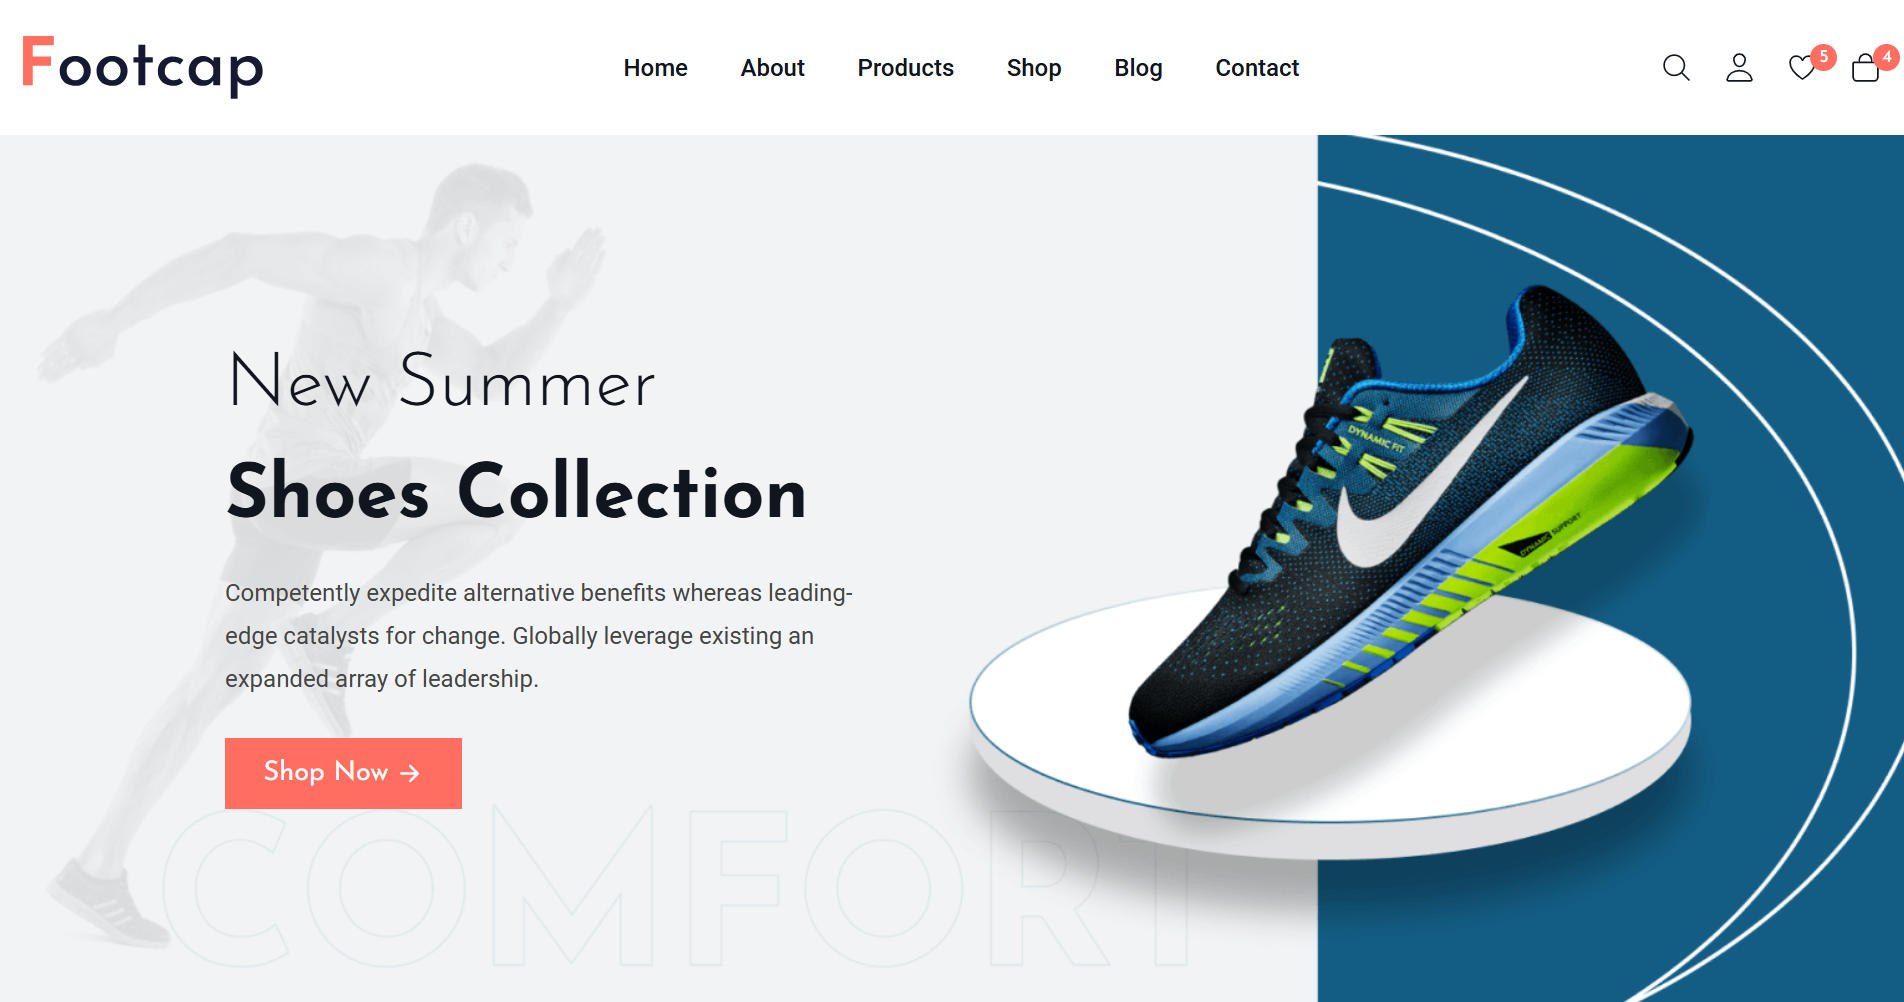 Footcap
Home About Products Shop Blog Contact
5 4
New Summer
Shoes Collection
Competently expedite alternative benefits whereas leading-
edge catalysts for change. Globally leverage existing an
expanded array of leadership.
Shop Now →
DYNAMIC FIT
DYNAMIC SUPPORT
COMFORT